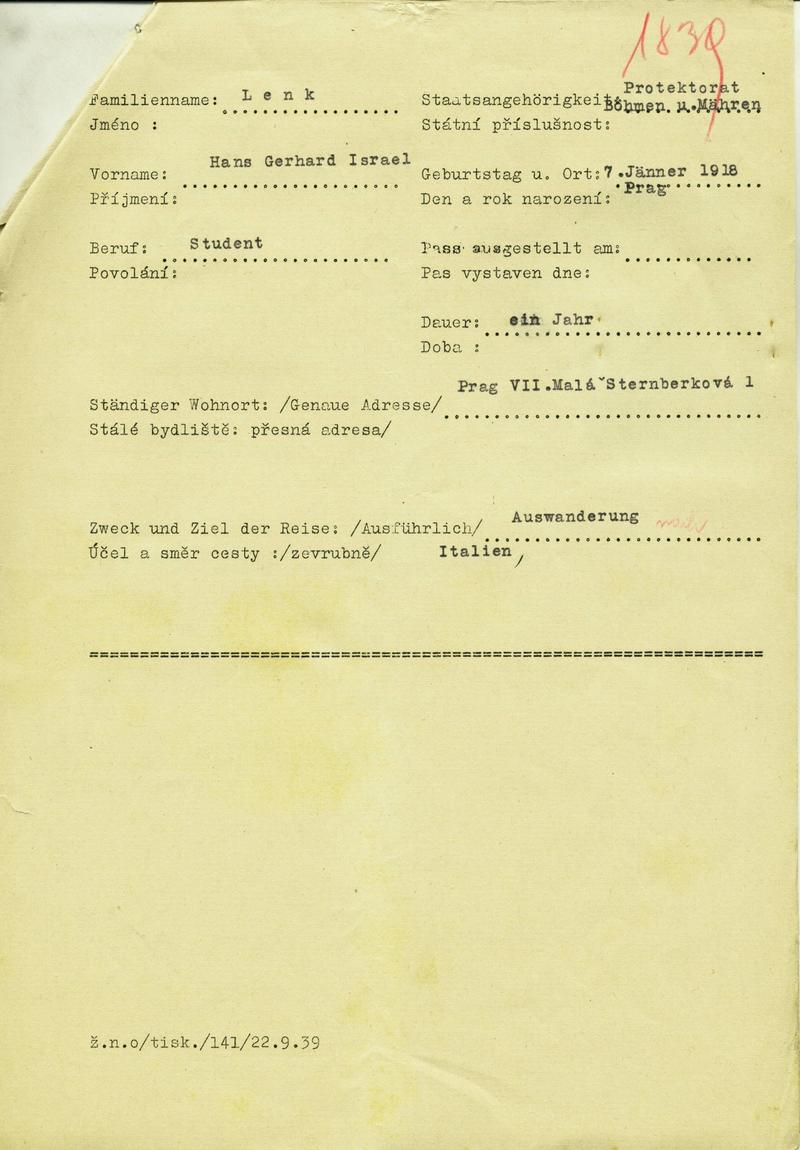 1839
Familienname: Lenk
Jméno :
Staatsangehörigkeit: Protektorat
Böhmen. u. Mähren
Státní příslušnost:
Vorname: Hans Gerhard Israel
Příjmení:
Geburtstag u. Ort: 7.Jänner 1918
Prag
Den a rok narození:
Beruf: Student
Povolání:
Pass ausgestellt am:
Pas vystaven dne:
Dauer: ein Jahr
Doba :
Prag VII.Malá Sternberková 1
Ständiger Wohnort: /Genaue Adresse/
Stálé bydliště: přesná adresa/
Zweck und Ziel der Reise: /Ausführlich/ Auswanderung
Účel a směr cesty :/zevrubně/ Italien,
ž.n.o/tisk./141/22.9.39